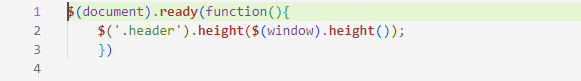 1 $(document).ready(function(){
2     $('.header').height($(window).height());
3     })
4